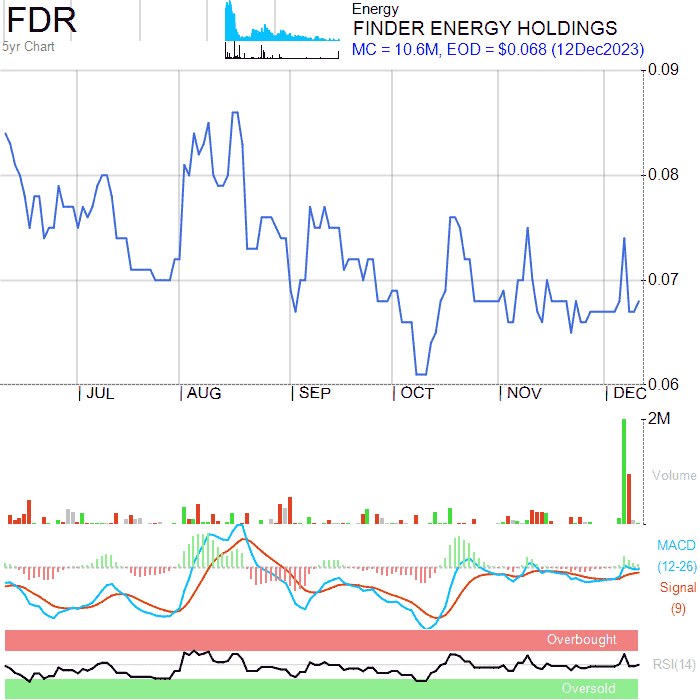 FDR
5yr Chart
Energy
FINDER ENERGY HOLDINGS
MC = 10.6M, EOD = $0.068 (12Dec2023)
0.09
0.08
0.07
0.06
JUL AUG SEP OCT NOV DEC
2M
Volume
MACD
(12-26)
Signal
(9)
Overbought
RSI(14)
Oversold